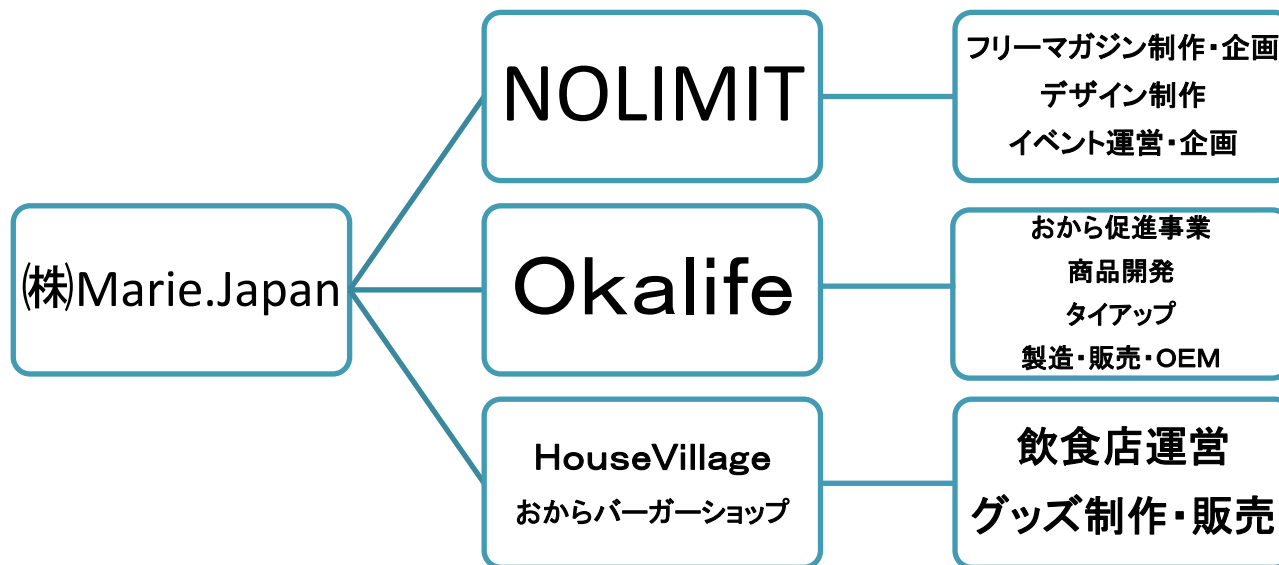 ㈱Marie.Japan
NOLIMIT
フリーマガジン制作・企画
デザイン制作
イベント運営・企画
Okalife
おから促進事業
商品開発
タイアップ
製造・販売・OEM
HouseVillage
おからバーガーショップ
飲食店運営
グッズ制作・販売